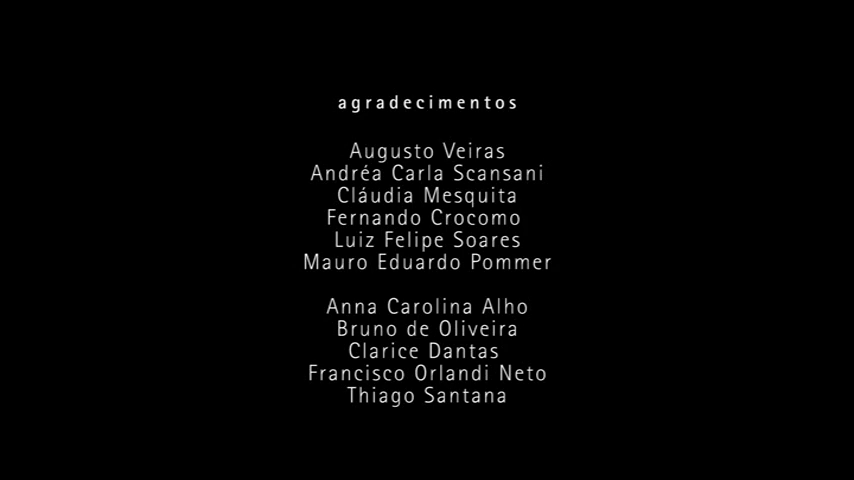 agradecimentos
Augusto Veiras
Andréa Carla Scansani
Cláudia Mesquita
Fernando Crocomo
Luiz Felipe Soares
Mauro Eduardo Pommer
Anna Carolina Alho
Bruno de Oliveira
Clarice Dantas
Francisco Orlandi Neto
Thiago Santana